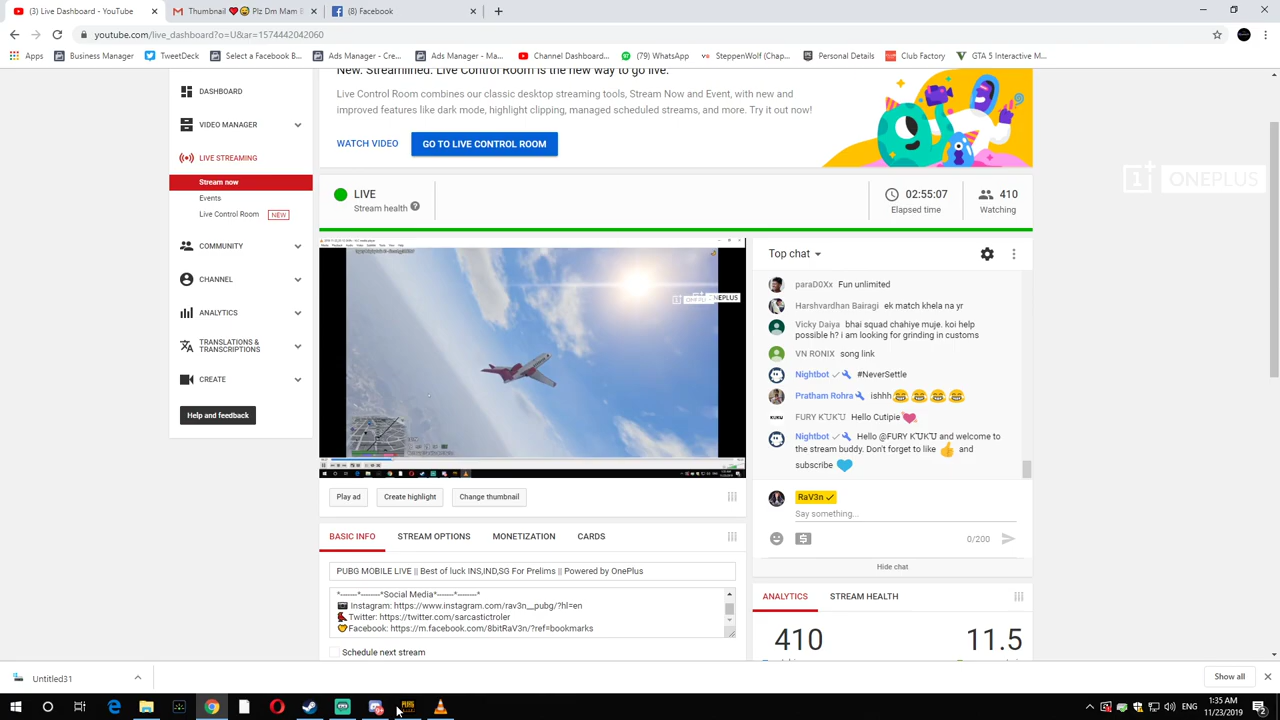 (3) Live Dashboard - YouTube
Thumbnail ❤️😄 Plz Dm Mam E
(8) Facebook
youtube.com/live_dashboard?o=U&ar=1574442042060
Apps
Business Manager
TweetDeck
Select a Facebook B...
Ads Manager - Cre...
Ads Manager - Ma...
Channel Dashboard...
(79) WhatsApp
SteppenWolf (Chap...
Personal Details
Club Factory
GTA 5 Interactive M...
New. Streamlined. Live Control Room is the new way to go live.
Live Control Room combines our classic desktop streaming tools, Stream Now and Event, with new and
improved features like dark mode, highlight clipping, managed scheduled streams, and more. Try it out now!
WATCH VIDEO
GO TO LIVE CONTROL ROOM
DASHBOARD
VIDEO MANAGER
LIVE STREAMING
Stream now
Events
Live Control Room NEW
COMMUNITY
CHANNEL
ANALYTICS
TRANSLATIONS &
TRANSCRIPTIONS
CREATE
Help and feedback
ONEPLUS
LIVE
Stream health
02:55:07
Elapsed time
410
Watching
Play ad
Create highlight
Change thumbnail
Top chat
paraD0Xx Fun unlimited
Harshvardhan Bairagi ek match khela na yr
Vicky Daiya bhai squad chahiye muje. koi help
possible h? i am looking for grinding in customs
VN RONIX song link
Nightbot #NeverSettle
Pratham Rohra ishhh😂😂😂😂
FURY K͞U͞K͞U Hello Cutipie💘
Nightbot Hello @FURY K͞U͞K͞U and welcome to
the stream buddy. Don't forget to like 👍 and
subscribe 💙
RaV3n
Say something...
0/200
Hide chat
BASIC INFO
STREAM OPTIONS
MONETIZATION
CARDS
PUBG MOBILE LIVE || Best of luck INS,IND,SG For Prelims || Powered by OnePlus
*-------*--------*Social Media*-------*--------*
📷 Instagram: https://www.instagram.com/rav3n__pubg/?hl=en
Twitter: https://twitter.com/sarcastictroler
Facebook: https://m.facebook.com/8bitRaV3n/?ref=bookmarks
Schedule next stream
ANALYTICS
STREAM HEALTH
410
11.5
Untitled31
Show all
1:35 AM
11/23/2019